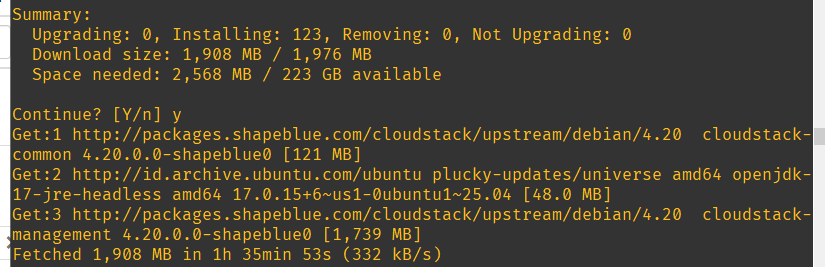 Summary:
  Upgrading: 0, Installing: 123, Removing: 0, Not Upgrading: 0
  Download size: 1,908 MB / 1,976 MB
  Space needed: 2,568 MB / 223 GB available

Continue? [Y/n] y
Get:1 http://packages.shapeblue.com/cloudstack/upstream/debian/4.20  cloudstack-
common 4.20.0.0-shapeblue0 [121 MB]
Get:2 http://id.archive.ubuntu.com/ubuntu plucky-updates/universe amd64 openjdk-
17-jre-headless amd64 17.0.15+6~us1-0ubuntu1~25.04 [48.0 MB]
Get:3 http://packages.shapeblue.com/cloudstack/upstream/debian/4.20  cloudstack-
management 4.20.0.0-shapeblue0 [1,739 MB]
Fetched 1,908 MB in 1h 35min 53s (332 kB/s)